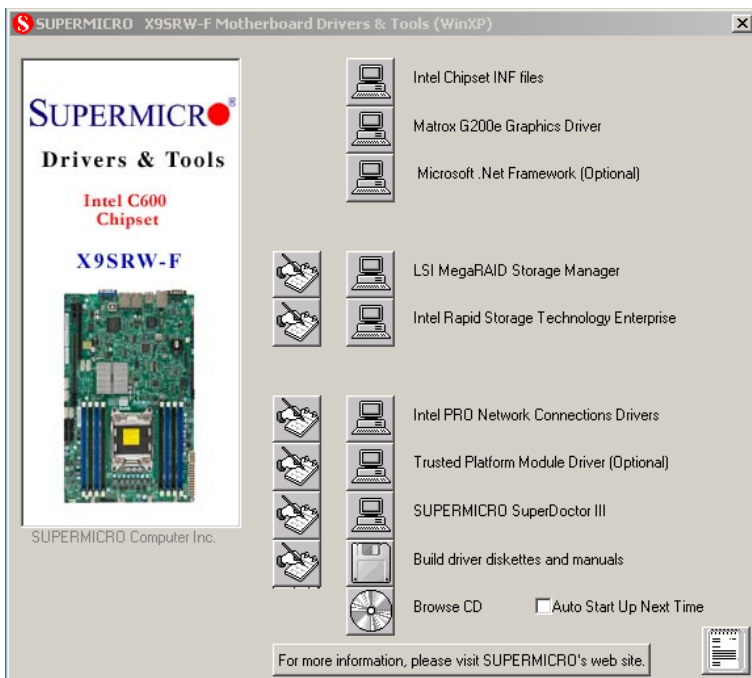 SUPERMICRO X9SRW-F Motherboard Drivers & Tools (WinXP)
SUPERMICRO®
Drivers & Tools
Intel C600
Chipset
X9SRW-F
SUPERMICRO Computer Inc.
Intel Chipset INF files
Matrox G200e Graphics Driver
Microsoft .Net Framework (Optional)
LSI MegaRAID Storage Manager
Intel Rapid Storage Technology Enterprise
Intel PRO Network Connections Drivers
Trusted Platform Module Driver (Optional)
SUPERMICRO SuperDoctor III
Build driver diskettes and manuals
Browse CD Auto Start Up Next Time
For more information, please visit SUPERMICRO's web site.